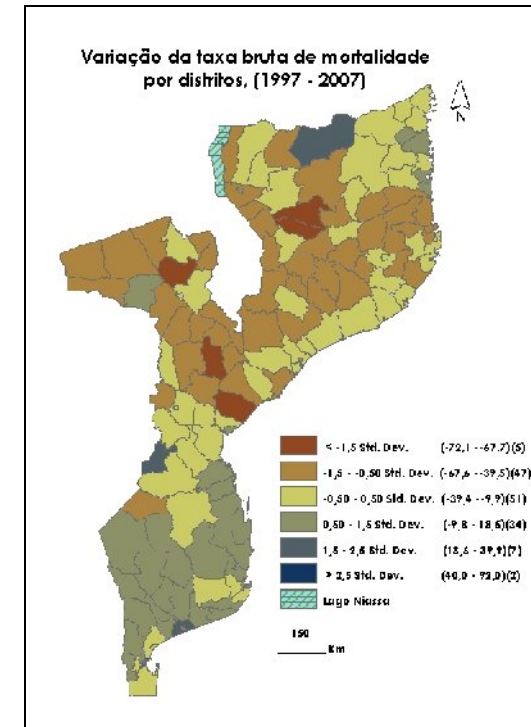 Variação da taxa bruta de mortalidade
por distritos, (1997 - 2007)
N
< -1,5 Std. Dev. (-72,1 --67,7)(5)
-1,5 - -0,50 Std. Dev. (-67,6 --39,5)(47)
-0,50 - 0,50 Std. Dev. (-39,4 --9,9)(51)
0,50 - 1,5 Std. Dev. (-9,8 - 18,5)(34)
1,5 - 2,5 Std. Dev. (18,6 - 39,9)(7)
> 2,5 Std. Dev. (40,0 - 92,0)(2)
Lago Niassa
150
Km